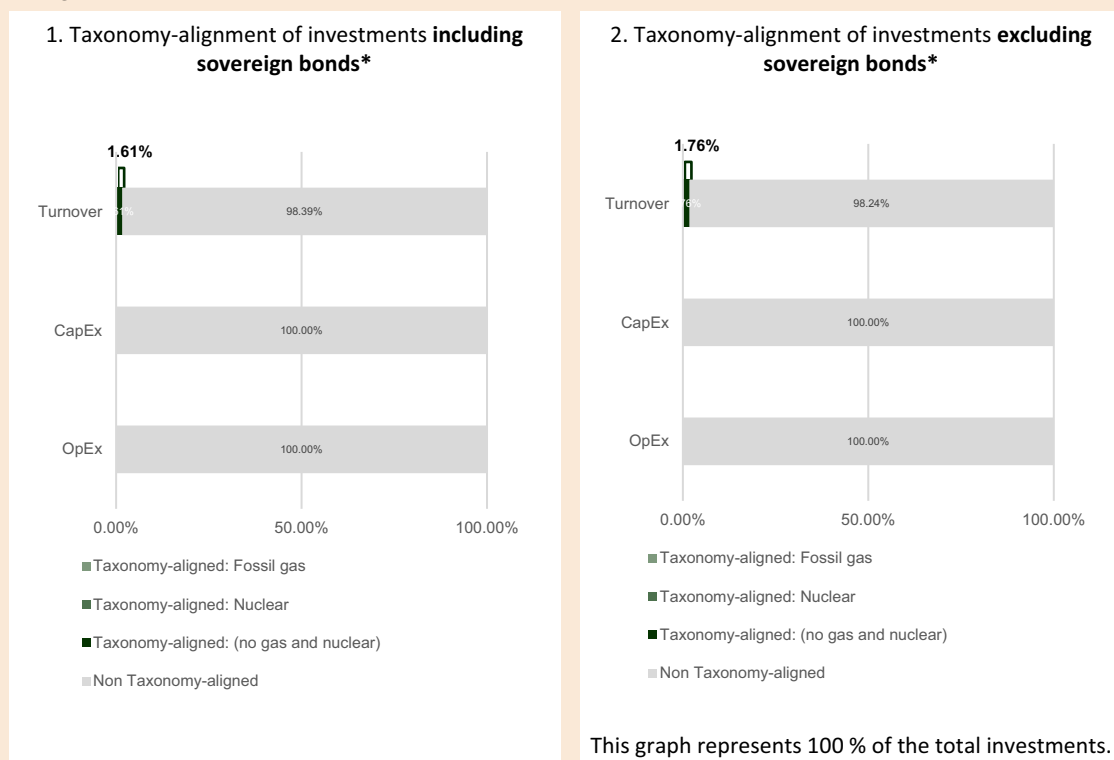 1. Taxonomy-alignment of investments including
sovereign bonds*
1.61%
Turnover
98.39%
CapEx
100.00%
OpEx
100.00%
0.00%
50.00%
100.00%
Taxonomy-aligned: Fossil gas
Taxonomy-aligned: Nuclear
Taxonomy-aligned: (no gas and nuclear)
Non Taxonomy-aligned
2. Taxonomy-alignment of investments excluding
sovereign bonds*
1.76%
Turnover
98.24%
CapEx
100.00%
OpEx
100.00%
0.00%
50.00%
100.00%
Taxonomy-aligned: Fossil gas
Taxonomy-aligned: Nuclear
Taxonomy-aligned: (no gas and nuclear)
Non Taxonomy-aligned
This graph represents 100 % of the total investments.